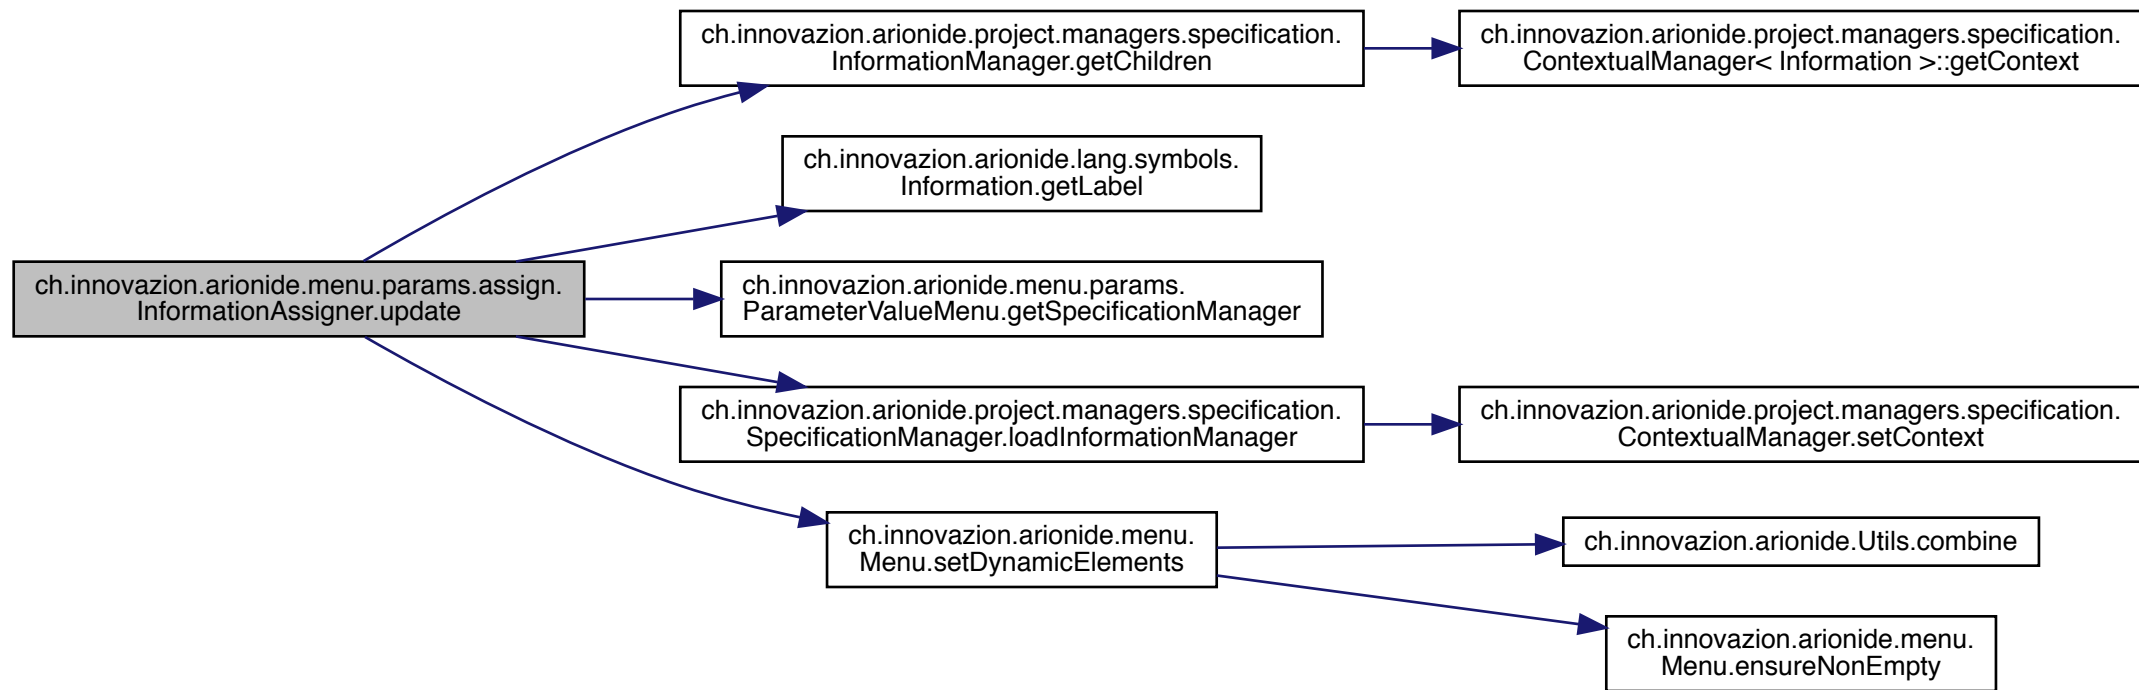 ch.innovazion.arionide.menu.params.assign.
InformationAssigner.update
ch.innovazion.arionide.project.managers.specification.
InformationManager.getChildren
ch.innovazion.arionide.project.managers.specification.
ContextualManager< Information >::getContext
ch.innovazion.arionide.lang.symbols.
Information.getLabel
ch.innovazion.arionide.menu.params.
ParameterValueMenu.getSpecificationManager
ch.innovazion.arionide.project.managers.specification.
SpecificationManager.loadInformationManager
ch.innovazion.arionide.project.managers.specification.
ContextualManager.setContext
ch.innovazion.arionide.menu.
Menu.setDynamicElements
ch.innovazion.arionide.Utils.combine
ch.innovazion.arionide.menu.
Menu.ensureNonEmpty